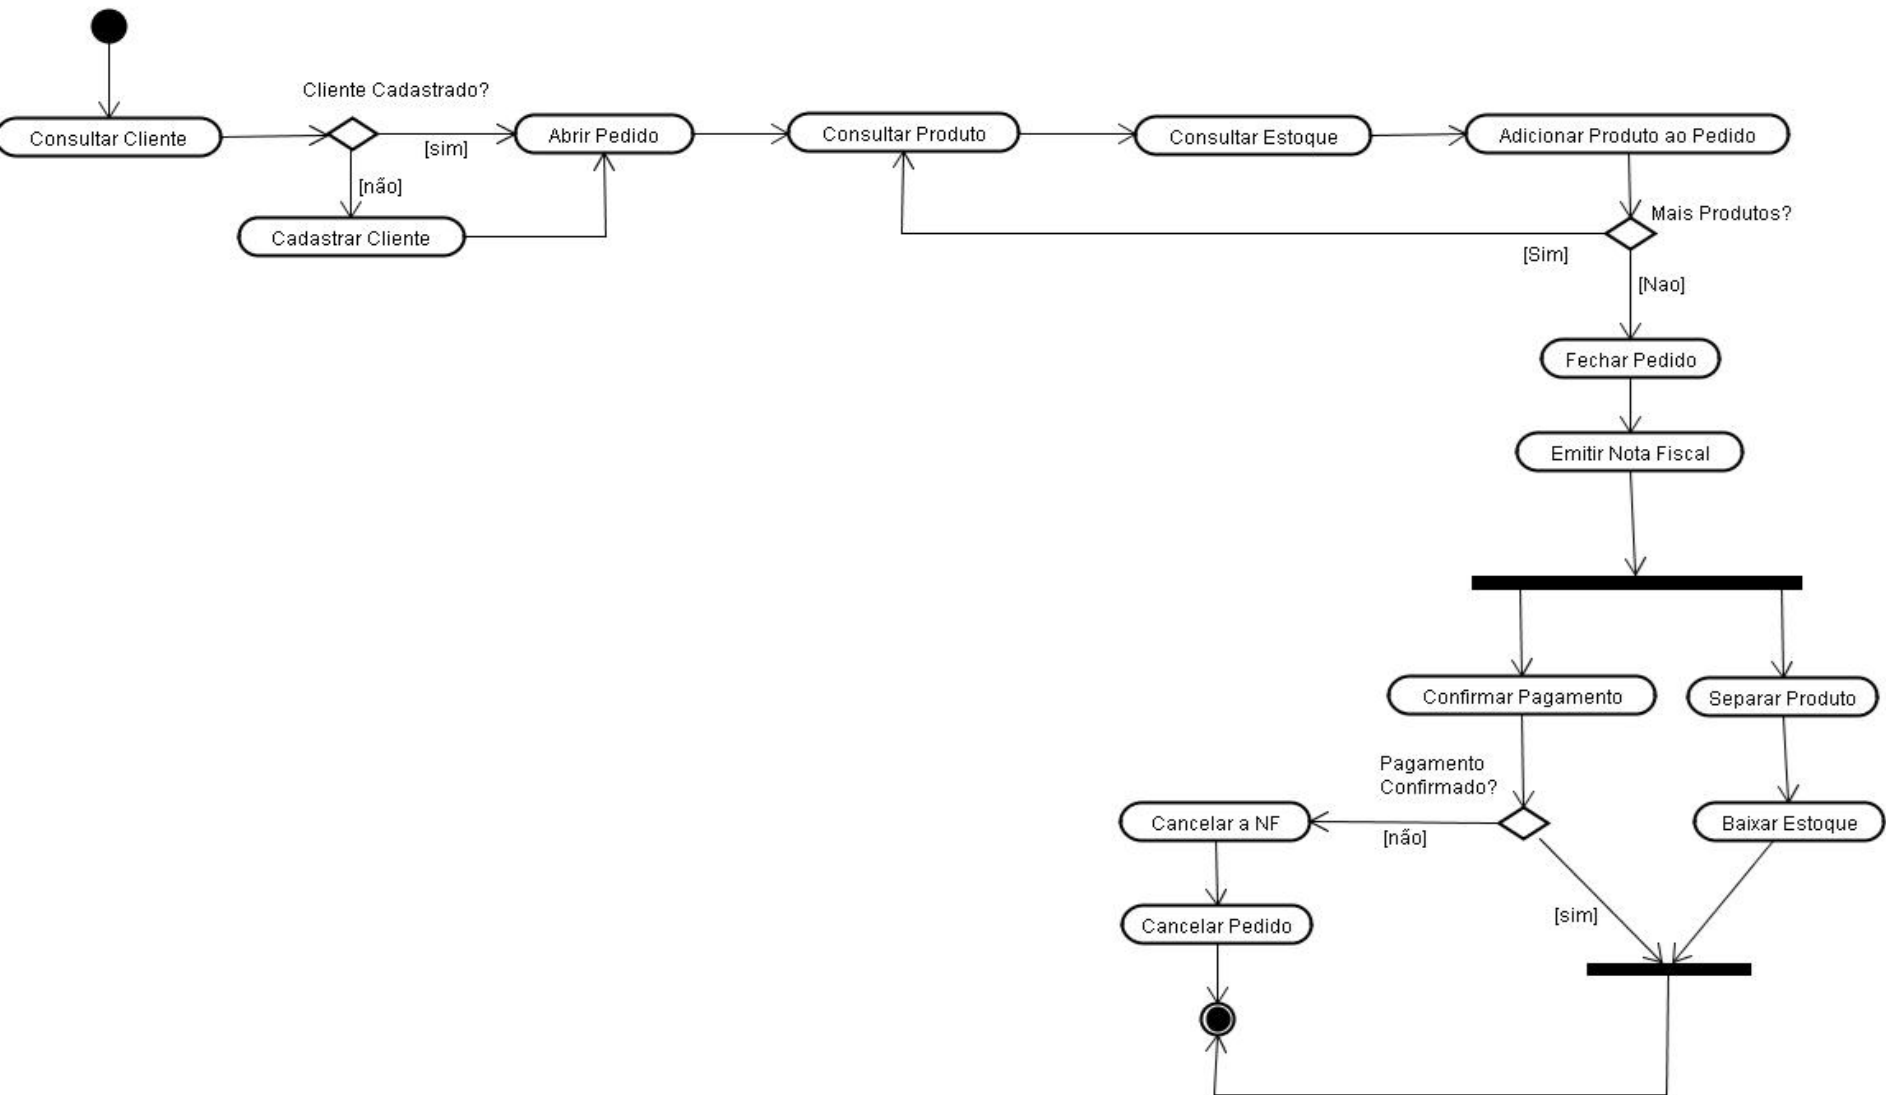 Cliente Cadastrado?
Consultar Cliente
[sim]
Abrir Pedido
Consultar Produto
Consultar Estoque
Adicionar Produto ao Pedido
[não]
Cadastrar Cliente
Mais Produtos?
[Sim]
[Nao]
Fechar Pedido
Emitir Nota Fiscal
Confirmar Pagamento
Separar Produto
Pagamento
Confirmado?
Cancelar a NF
[não]
Baixar Estoque
[sim]
Cancelar Pedido